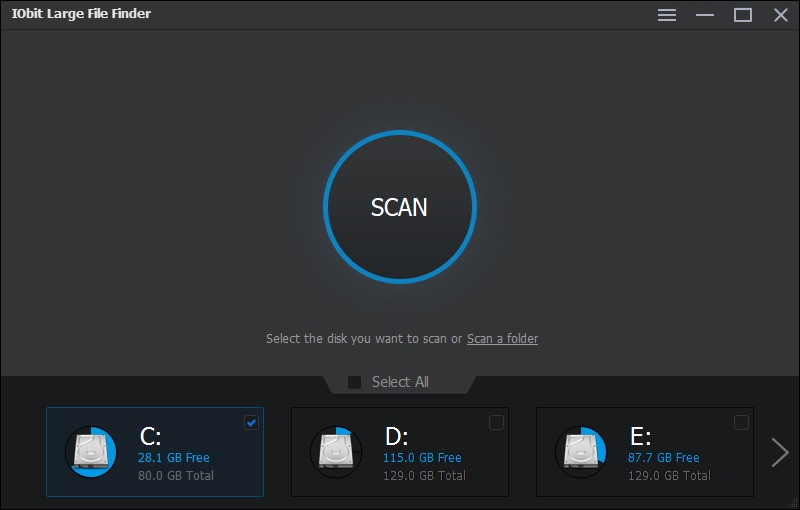 IObit Large File Finder
SCAN
Select the disk you want to scan or Scan a folder
Select All
C:
28.1 GB Free
80.0 GB Total
D:
115.0 GB Free
129.0 GB Total
E:
87.7 GB Free
129.0 GB Total